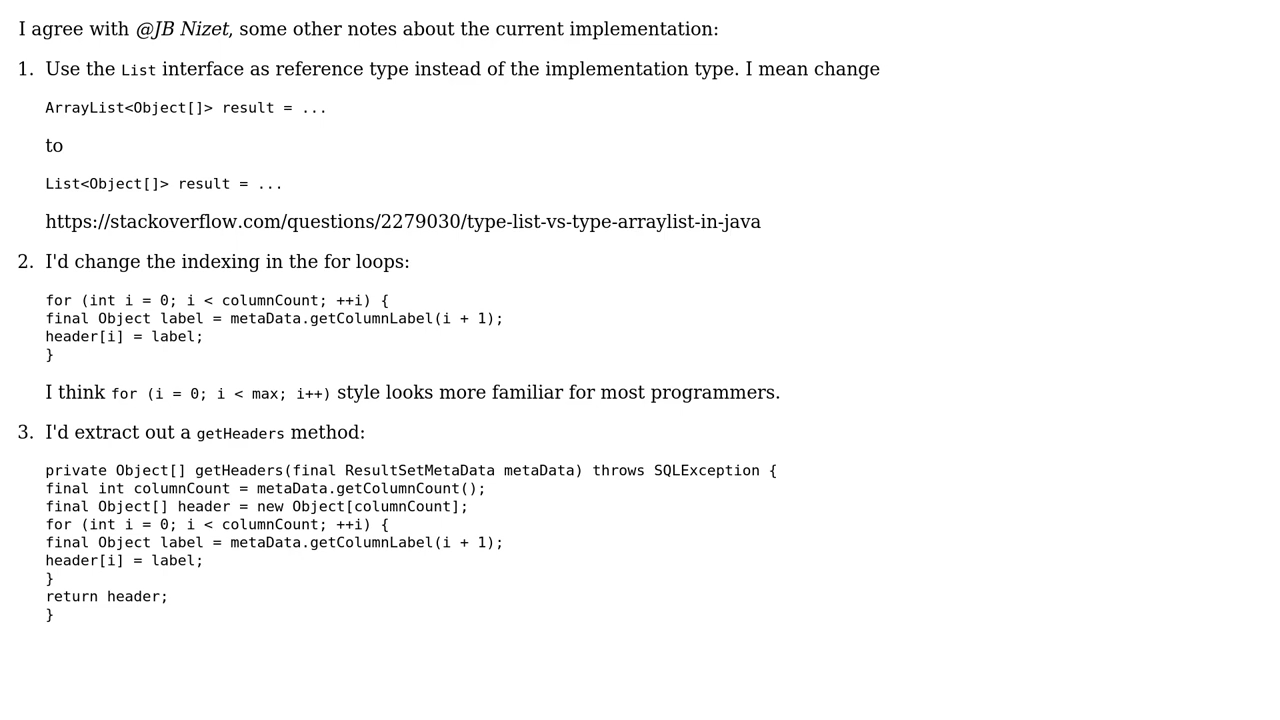 I agree with @JB Nizet, some other notes about the current implementation:
1. Use the List interface as reference type instead of the implementation type. I mean change
ArrayList<Object[]> result = ...
to
List<Object[]> result = ...
https://stackoverflow.com/questions/2279030/type-list-vs-type-arraylist-in-java
2. I'd change the indexing in the for loops:
for (int i = 0; i < columnCount; ++i) {
final Object label = metaData.getColumnLabel(i + 1);
header[i] = label;
}
I think for (i = 0; i < max; i++) style looks more familiar for most programmers.
3. I'd extract out a getHeaders method:
private Object[] getHeaders(final ResultSetMetaData metaData) throws SQLException {
final int columnCount = metaData.getColumnCount();
final Object[] header = new Object[columnCount];
for (int i = 0; i < columnCount; ++i) {
final Object label = metaData.getColumnLabel(i + 1);
header[i] = label;
}
return header;
}